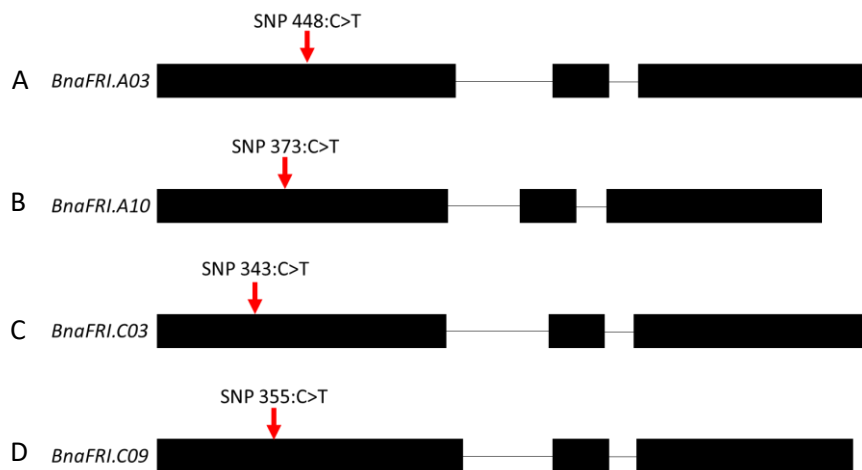 SNP 448:C>T
A BnaFRI.A03
SNP 373:C>T
B BnaFRI.A10
SNP 343:C>T
C BnaFRI.C03
SNP 355:C>T
D BnaFRI.C09